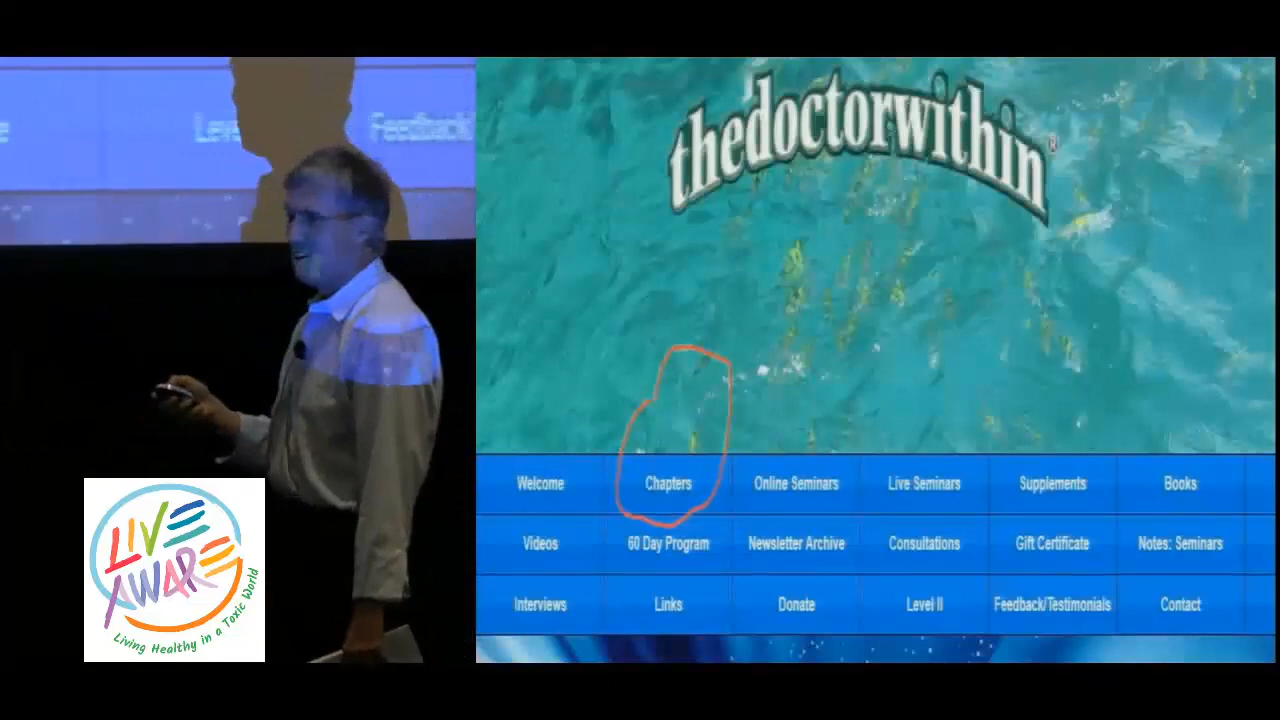 Feedback
thedoctorwithin®
Welcome
Chapters
Online Seminars
Live Seminars
Supplements
Books
Videos
60 Day Program
Newsletter Archive
Consultations
Gift Certificate
Notes: Seminars
Interviews
Links
Donate
Level II
Feedback/Testimonials
Contact
LIVE
AWARE
Living Healthy in a Toxic World